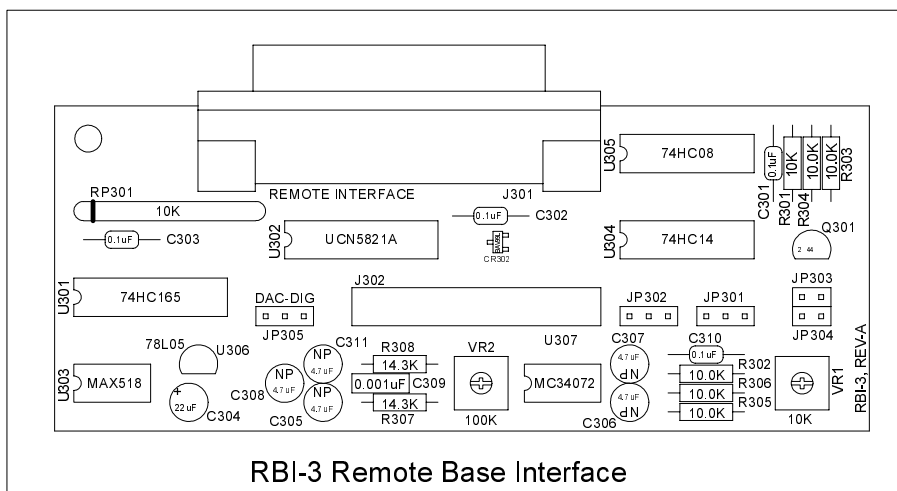 U305
74HC08
0.1uF
C301
10K
R301
10.0K
R304
10.0K
R303
RP301
10K
REMOTE INTERFACE
J301
0.1uF
C302
0.1uF
C303
U302
UCN5821A
CR302
U304
74HC14
Q301
2 44
U301
74HC165
DAC-DIG
JP305
J302
JP302
JP301
JP303
JP304
78L05
U306
U303
MAX518
+
22uF
C304
C311
NP
4.7uF
NP
4.7uF
C308
NP
4.7uF
C305
R308
14.3K
0.001uF
C309
14.3K
R307
VR2
100K
U307
MC34072
C307
4.7uF
NP
4.7uF
NP
C306
C310
0.1uF
R302
10.0K
R306
10.0K
R305
10.0K
VR1
10K
RBI-3, REV-A
RBI-3 Remote Base Interface